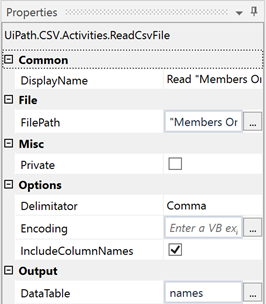 Properties
UiPath.CSV.Activities.ReadCsvFile
Common
DisplayName Read "Members On
File
FilePath "Members Or ...
Misc
Private
Options
Delimitator Comma
Encoding Enter a VB ex ...
IncludeColumnNames
Output
DataTable names ...